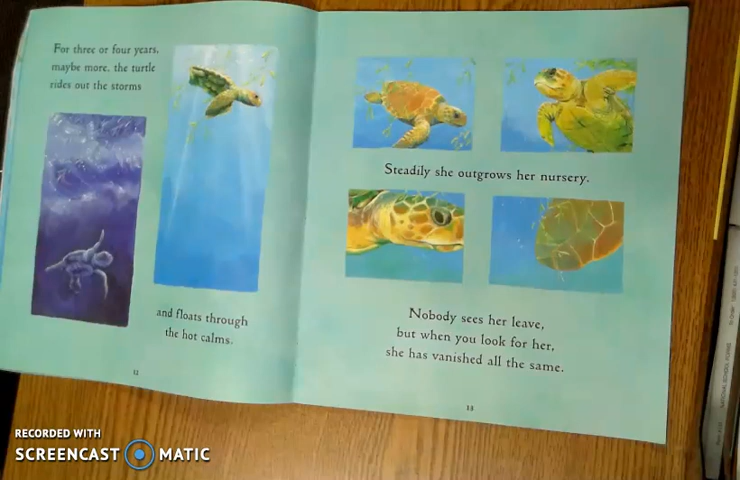 For three or four years,
maybe more, the turtle
rides out the storms
and floats through
the hot calms.
12
Steadily she outgrows her nursery.
Nobody sees her leave,
but when you look for her,
she has vanished all the same.
13
RECORDED WITH
SCREENCAST MATIC